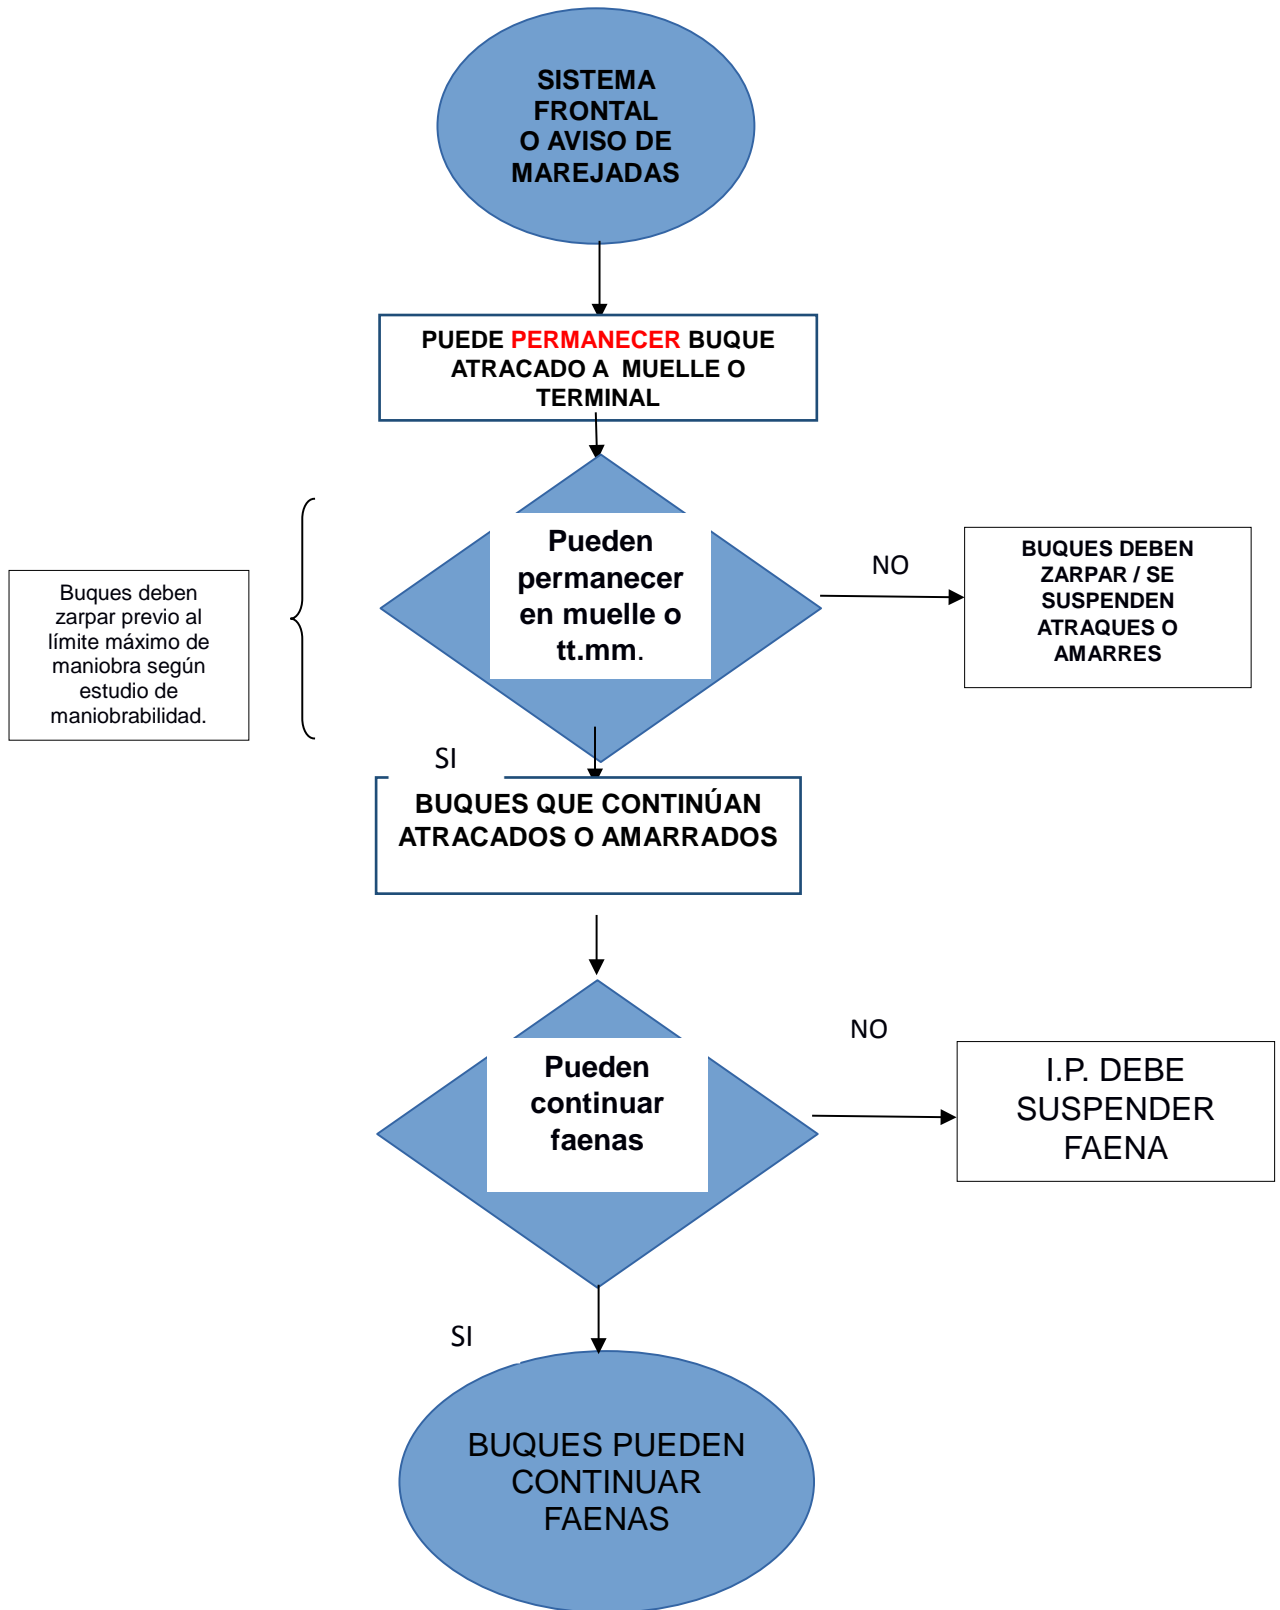 SISTEMA
FRONTAL
O AVISO DE
MAREJADAS
PUEDE PERMANECER BUQUE
ATRACADO A MUELLE O
TERMINAL
Pueden
permanecer
en muelle o
tt.mm.
NO
BUQUES DEBEN
ZARPAR / SE
SUSPENDEN
ATRAQUES O
AMARRES
Buques deben
zarpar previo al
límite máximo de
maniobra según
estudio de
maniobrabilidad.
SI
BUQUES QUE CONTINÚAN
ATRACADOS O AMARRADOS
Pueden
continuar
faenas
NO
I.P. DEBE
SUSPENDER
FAENA
SI
BUQUES PUEDEN
CONTINUAR
FAENAS